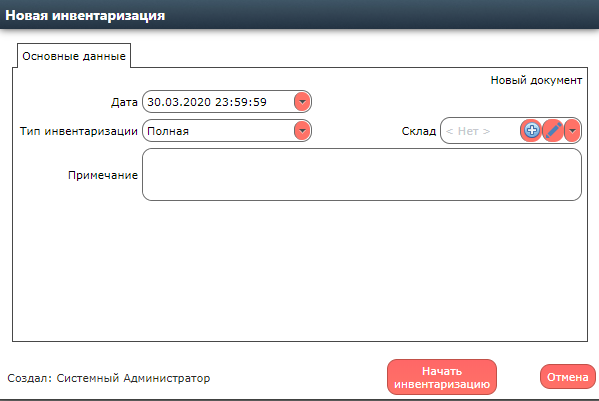 Новая инвентаризация
Основные данные
Новый документ
Дата 30.03.2020 23:59:59
Тип инвентаризации Полная Склад < Нет >
Примечание
Создал: Системный Администратор
Начать
инвентаризацию
Отмена